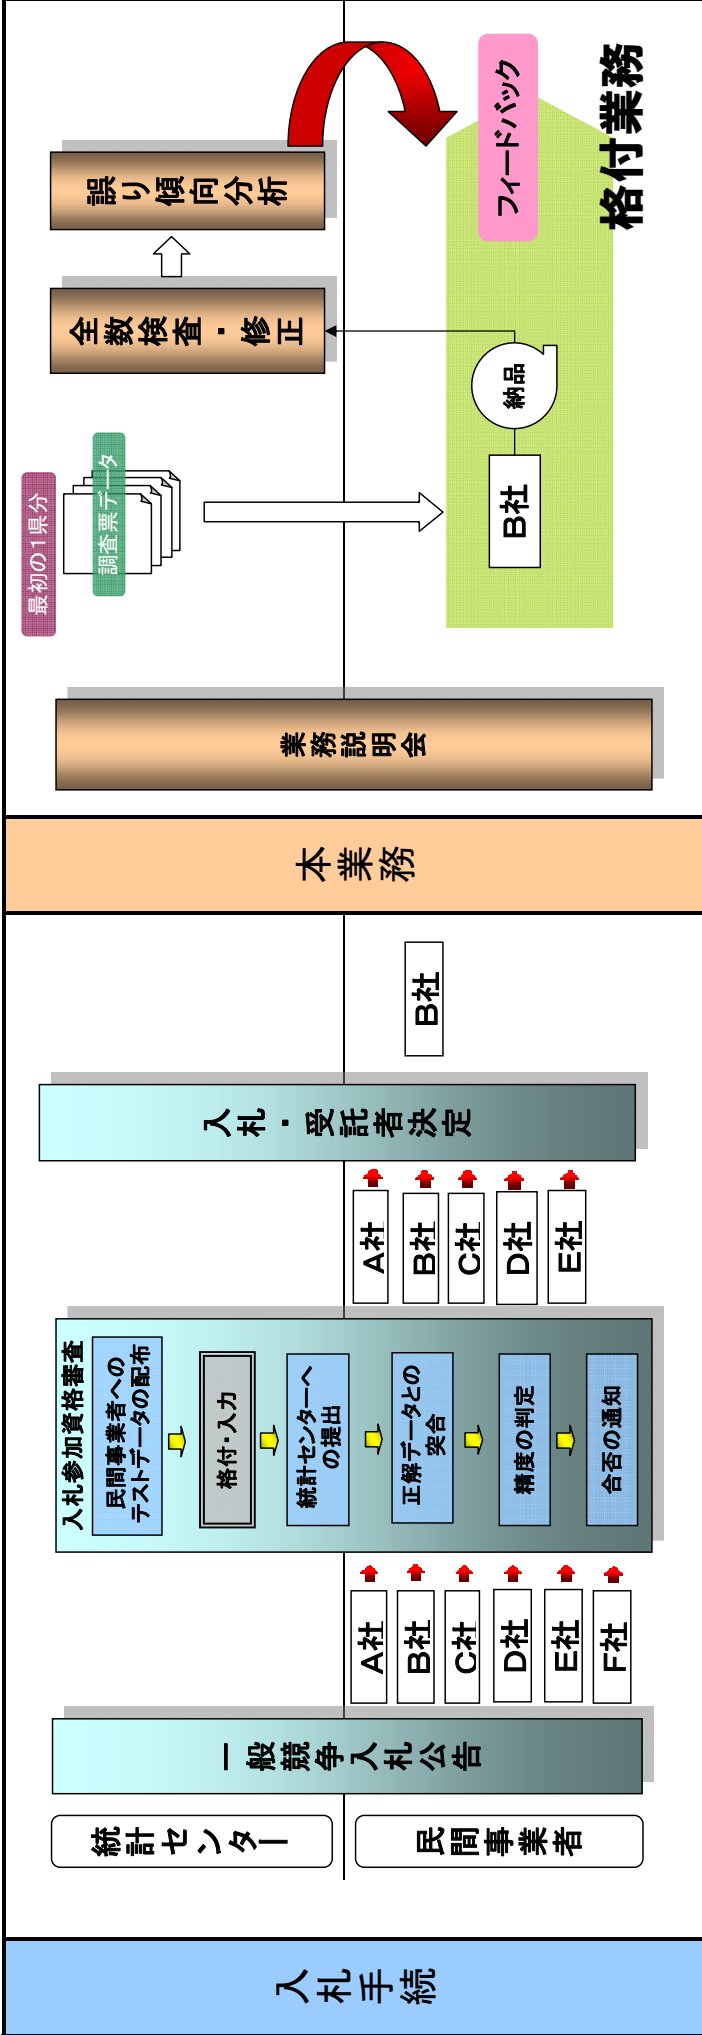 入札手続
統計センター
民間事業者
一般競争入札公告
A社
B社
C社
D社
E社
F社
入札参加資格審査
民間事業者への
テストデータの配布
格付・入力
統計センターへ
の提出
正解データとの
突合
精度の判定
合否の通知
A社
B社
C社
D社
E社
入札・受託者決定
B社
本業務
業務説明会
最初の1県分
調査票データ
B社
納品
全数検査・修正
誤り傾向分析
フィードバック
格付業務